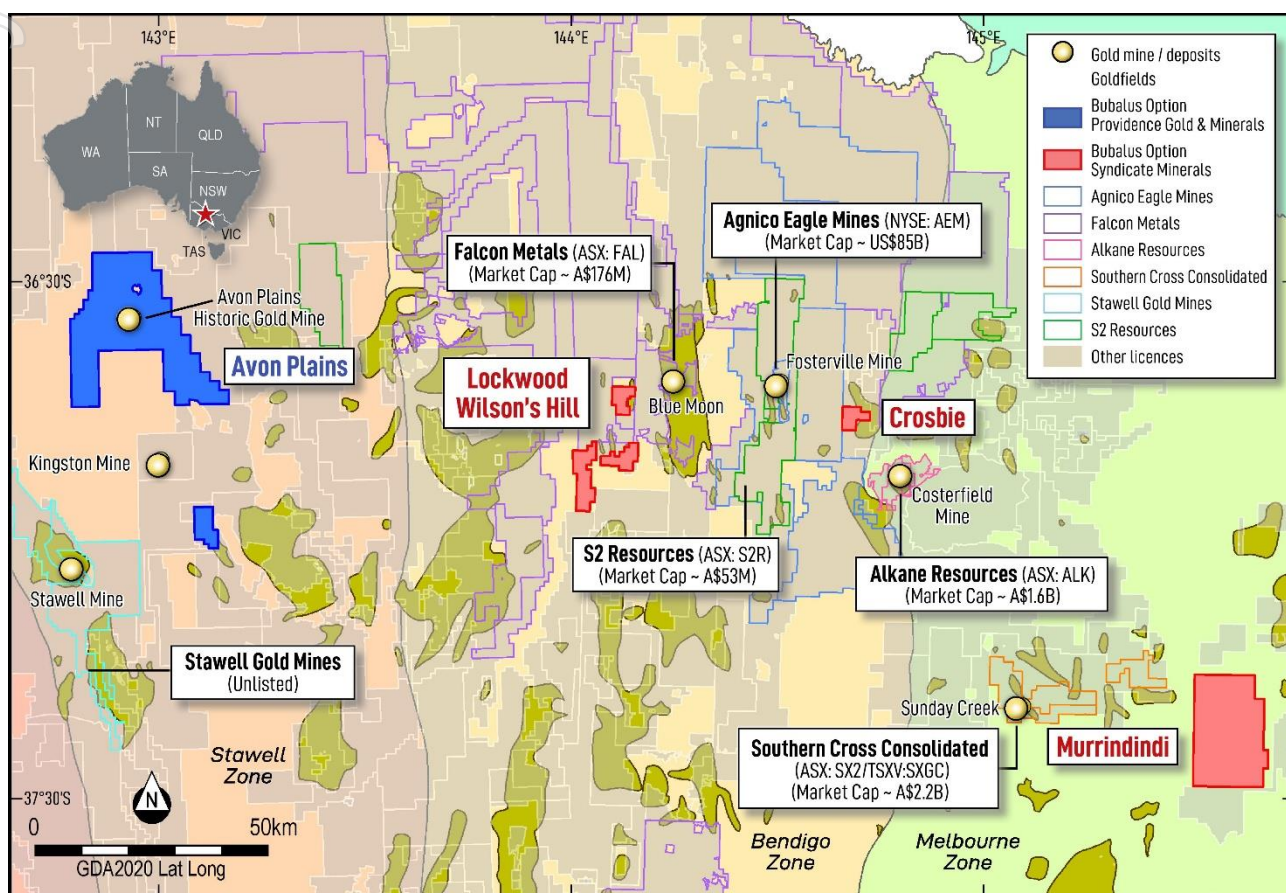 143°E
144°E
145°E
36°30'S
37°30'S
NT
QLD
WA
SA
NSW
VIC
TAS
Gold mine / deposits
Goldfields
Bubalus Option
Providence Gold & Minerals
Bubalus Option
Syndicate Minerals
Agnico Eagle Mines
Falcon Metals
Alkane Resources
Southern Cross Consolidated
Stawell Gold Mines
S2 Resources
Other licences
Agnico Eagle Mines (NYSE: AEM)
(Market Cap ~ US$85B)
Falcon Metals (ASX: FAL)
(Market Cap ~ A$176M)
Avon Plains
Historic Gold Mine
Avon Plains
Lockwood
Wilson's Hill
Blue Moon
Fosterville Mine
Crosbie
Kingston Mine
Costerfield
Mine
S2 Resources (ASX: S2R)
(Market Cap ~ A$53M)
Alkane Resources (ASX: ALK)
(Market Cap ~ A$1.6B)
Stawell Mine
Stawell Gold Mines
(Unlisted)
Sunday Creek
Southern Cross Consolidated
(ASX: SX2/TSXV:SXGC)
(Market Cap ~ A$2.2B)
Murrindindi
Stawell
Zone
Bendigo
Zone
Melbourne
Zone
N
0
50km
GDA2020 Lat Long